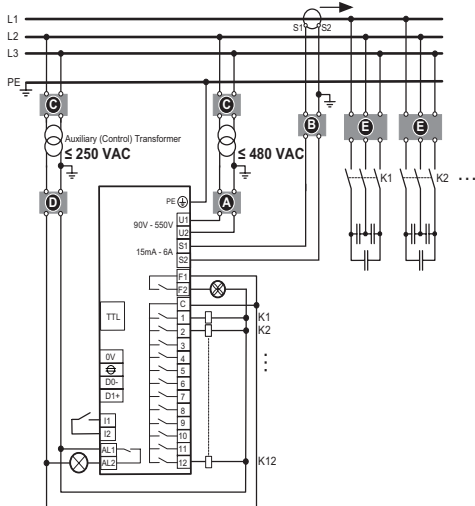 L1
S1 S2
L2
L3
PE
C C
B E E
Auxiliary (Control) Transformer
≤ 250 VAC ≤ 480 VAC
K1 K2 ...
D A
PE
90V - 550V U1
U2
15mA - 6A S1
S2
F1
F2
C
TTL 1 K1
2 K2
3
0V 4
5
D0- 6
D1+ 7
8
I1 9
I2 10
AL1 11
AL2 12 K12